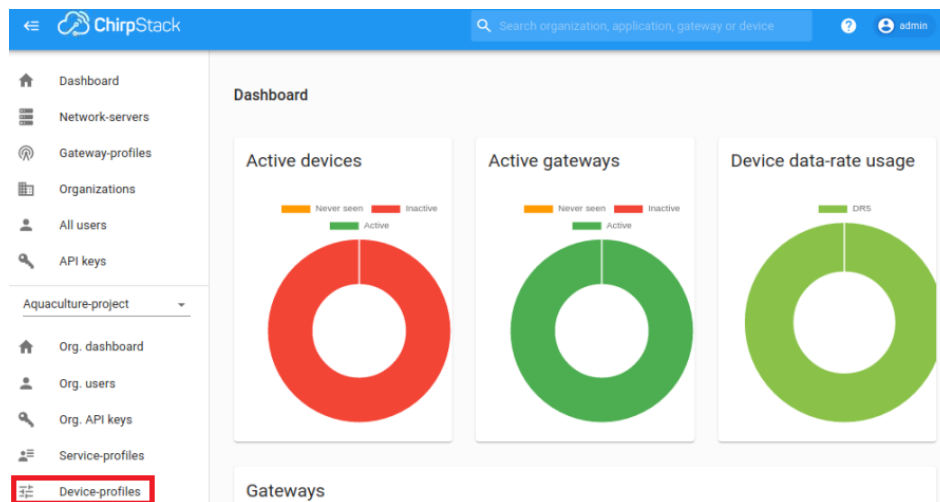 ChirpStack
Search organization, application, gateway or device
? admin
Dashboard
Network-servers
Gateway-profiles
Organizations
All users
API keys
Aquaculture-project
Org. dashboard
Org. users
Org. API keys
Service-profiles
Device-profiles
Dashboard
Active devices
Never seen Inactive
Active
Active gateways
Never seen Inactive
Active
Device data-rate usage
DR5
Gateways